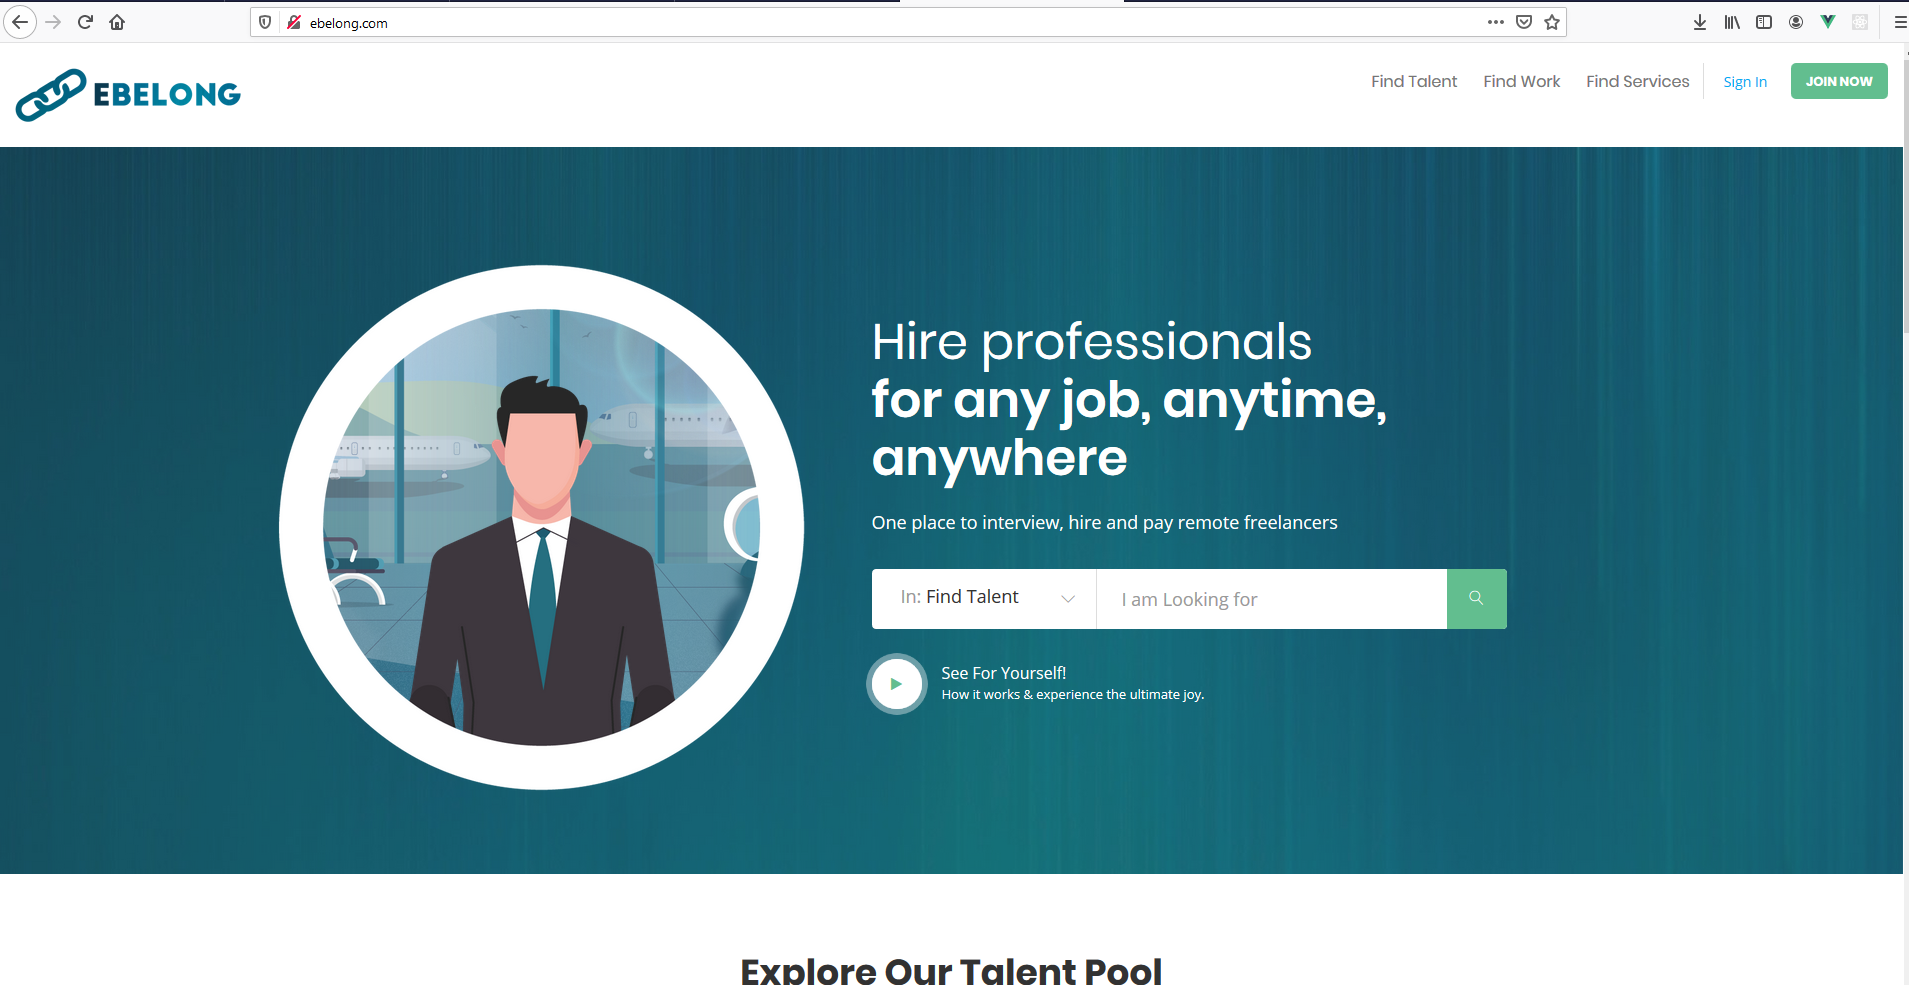 ebelong.com
EBELONG
Find Talent Find Work Find Services Sign In JOIN NOW
Hire professionals
for any job, anytime,
anywhere
One place to interview, hire and pay remote freelancers
In: Find Talent I am Looking for
See For Yourself!
How it works & experience the ultimate joy.
Explore Our Talent Pool